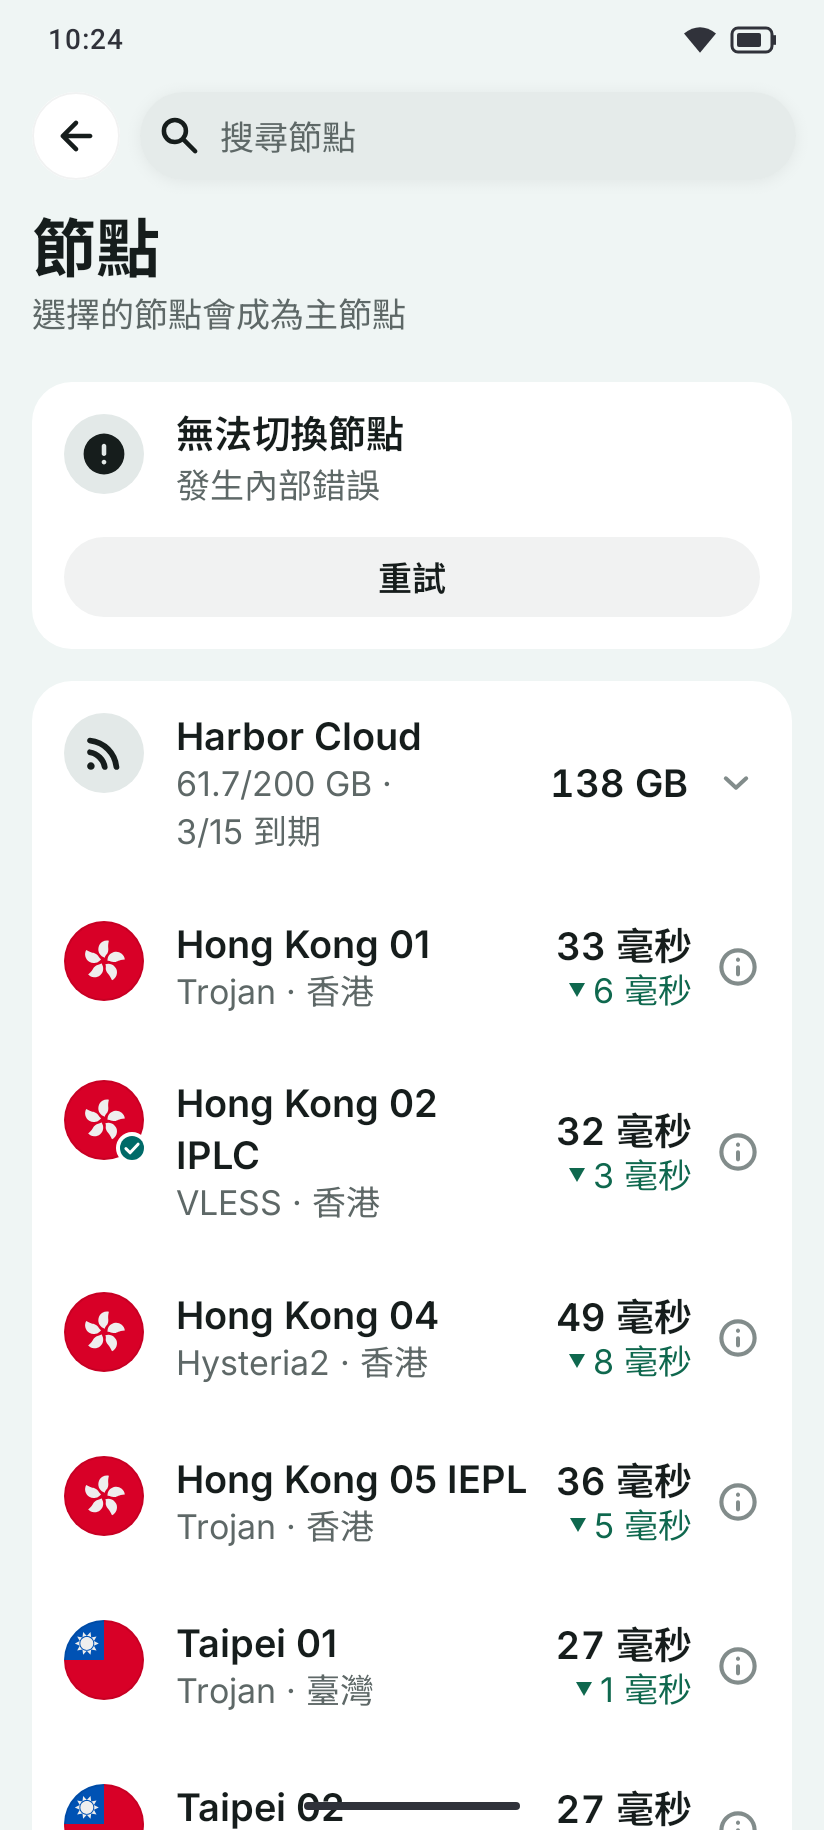 10:24
搜尋節點
節點
選擇的節點會成為主節點
無法切換節點
發生內部錯誤
重試
Harbor Cloud
61.7/200 GB ·
3/15 到期
138 GB
Hong Kong 01
Trojan · 香港
33 毫秒
▼6 毫秒
Hong Kong 02
IPLC
VLESS · 香港
32 毫秒
▼3 毫秒
Hong Kong 04
Hysteria2 · 香港
49 毫秒
▼8 毫秒
Hong Kong 05 IEPL
Trojan · 香港
36 毫秒
▼5 毫秒
Taipei 01
Trojan · 臺灣
27 毫秒
▼1 毫秒
Taipei 02
27 毫秒